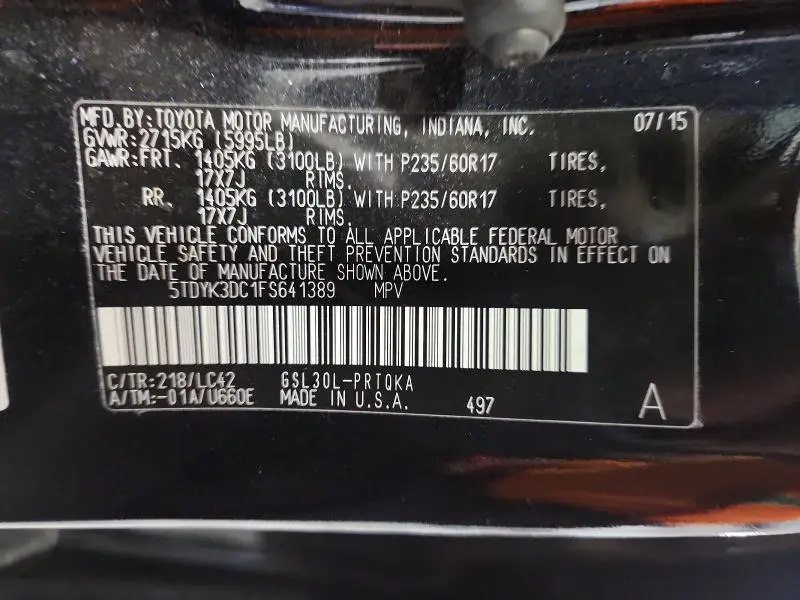 MFD.BY:TOYOTA MOTOR MANUFACTURING, INDIANA, INC. 07/15
GVWR:2715KG (5995LB)
GAWR:FRT. 1405KG (3100LB) WITH P235/60R17 TIRES,
17X7J RIMS.
RR. 1405KG (3100LB) WITH P235/60R17 TIRES,
17X7J RIMS.
THIS VEHICLE CONFORMS TO ALL APPLICABLE FEDERAL MOTOR
VEHICLE SAFETY AND THEFT PREVENTION STANDARDS IN EFFECT ON
THE DATE OF MANUFACTURE SHOWN ABOVE.
5TDYK3DC1FS641389 MPV
C/TR:218/LC42 GSL30L-PRTQKA
A/TM:-01A/U660E MADE IN U.S.A. 497 A